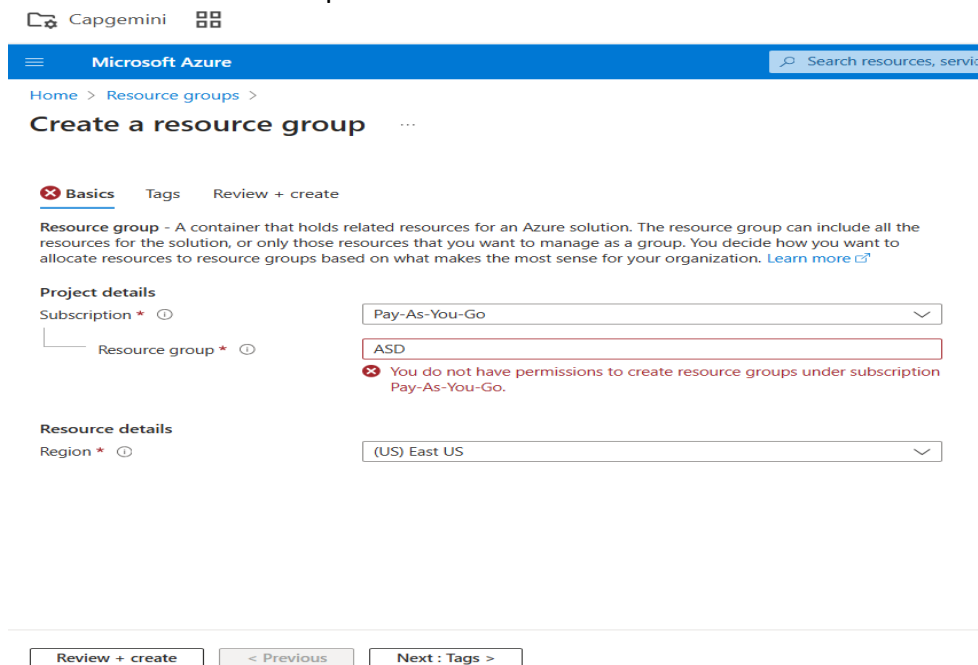 Capgemini
Microsoft Azure
Search resources, servic
Home > Resource groups >
Create a resource group ...
Basics Tags Review + create
Resource group - A container that holds related resources for an Azure solution. The resource group can include all the
resources for the solution, or only those resources that you want to manage as a group. You decide how you want to
allocate resources to resource groups based on what makes the most sense for your organization. Learn more
Project details
Subscription * Pay-As-You-Go
Resource group * ASD
You do not have permissions to create resource groups under subscription
Pay-As-You-Go.
Resource details
Region * (US) East US
Review + create < Previous Next : Tags >